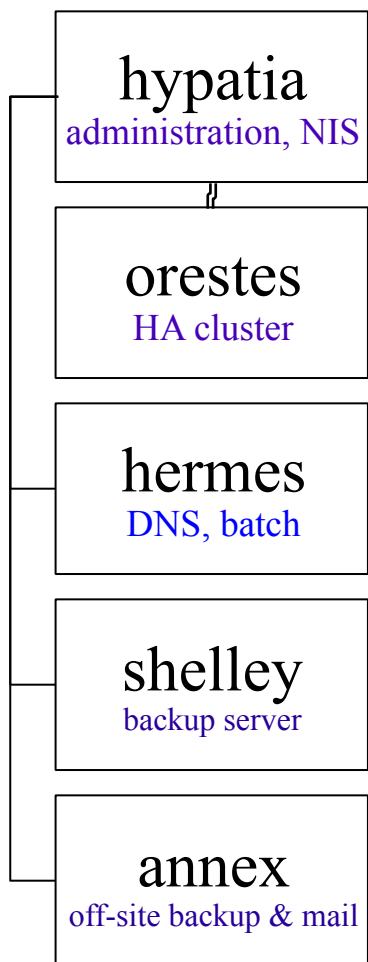 hypatia
administration, NIS
orestes
HA cluster
hermes
DNS, batch
shelley
backup server
annex
off-site backup & mail